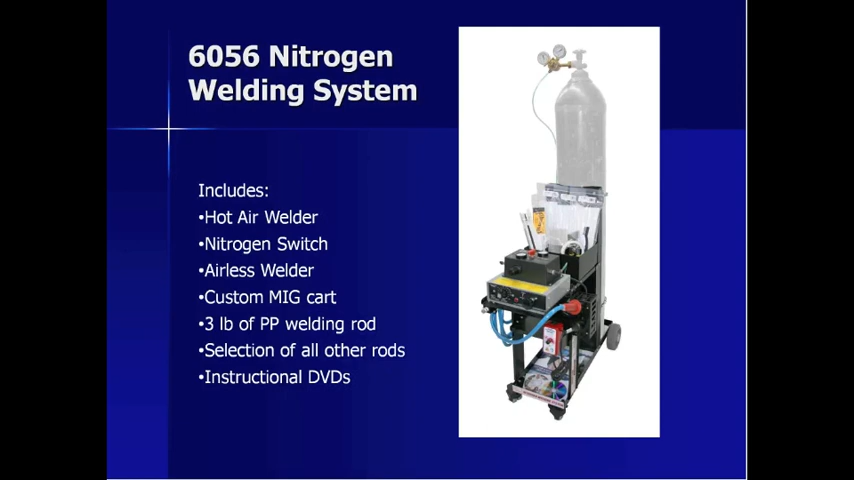 6056 Nitrogen
Welding System
Includes:
•Hot Air Welder
•Nitrogen Switch
•Airless Welder
•Custom MIG cart
•3 lb of PP welding rod
•Selection of all other rods
•Instructional DVDs